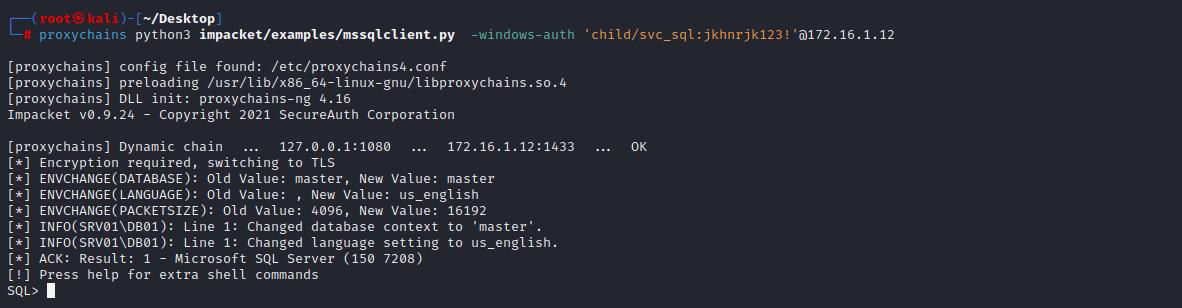 ┌──(root㉿kali)-[~/Desktop]
└─# proxychains python3 impacket/examples/mssqlclient.py  -windows-auth 'child/svc_sql:jkhnrjk123!'@172.16.1.12
[proxychains] config file found: /etc/proxychains4.conf
[proxychains] preloading /usr/lib/x86_64-linux-gnu/libproxychains.so.4
[proxychains] DLL init: proxychains-ng 4.16
Impacket v0.9.24 - Copyright 2021 SecureAuth Corporation
[proxychains] Dynamic chain  ...  127.0.0.1:1080  ...  172.16.1.12:1433  ...  OK
[*] Encryption required, switching to TLS
[*] ENVCHANGE(DATABASE): Old Value: master, New Value: master
[*] ENVCHANGE(LANGUAGE): Old Value: , New Value: us_english
[*] ENVCHANGE(PACKETSIZE): Old Value: 4096, New Value: 16192
[*] INFO(SRV01\DB01): Line 1: Changed database context to 'master'.
[*] INFO(SRV01\DB01): Line 1: Changed language setting to us_english.
[*] ACK: Result: 1 - Microsoft SQL Server (150 7208)
[!] Press help for extra shell commands
SQL>